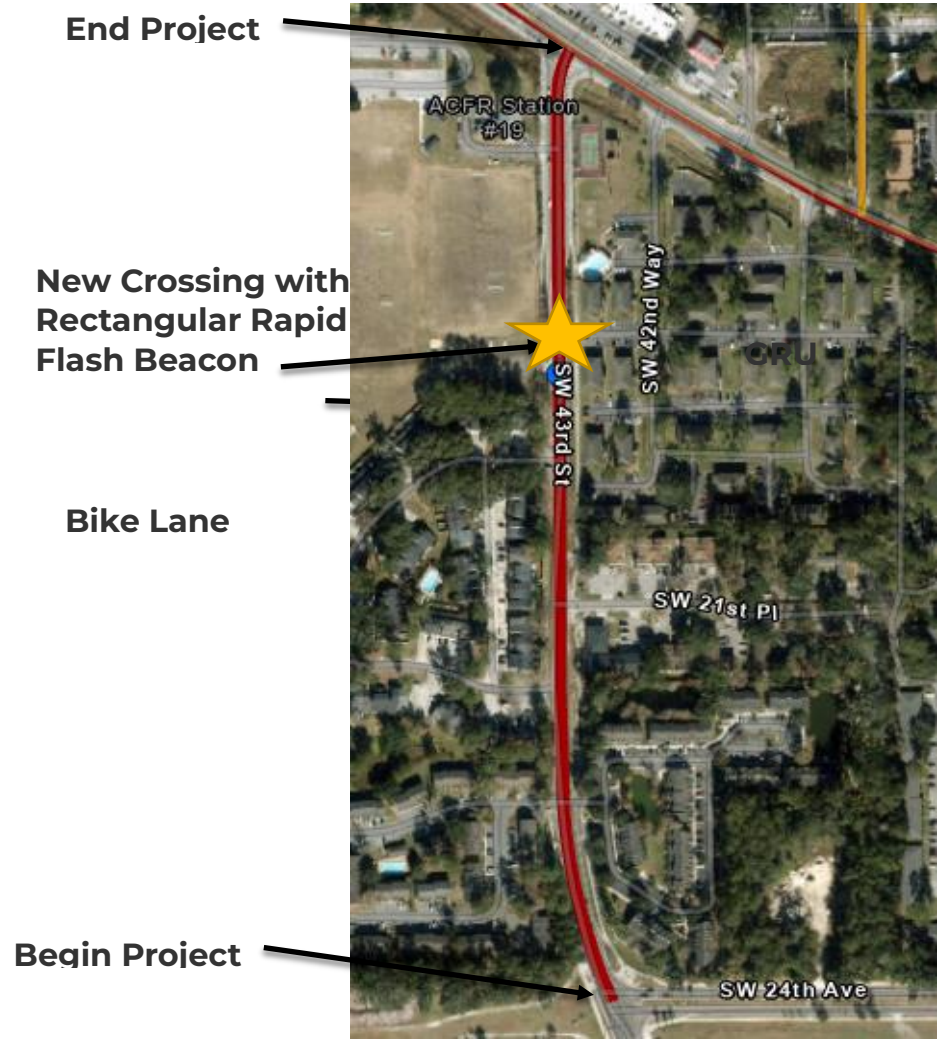 End Project
ACFR Station
#19
New Crossing with
Rectangular Rapid
Flash Beacon
SW 42nd Way
GRU
SW 43rd St
Bike Lane
SW 21st Pl
Begin Project
SW 24th Ave